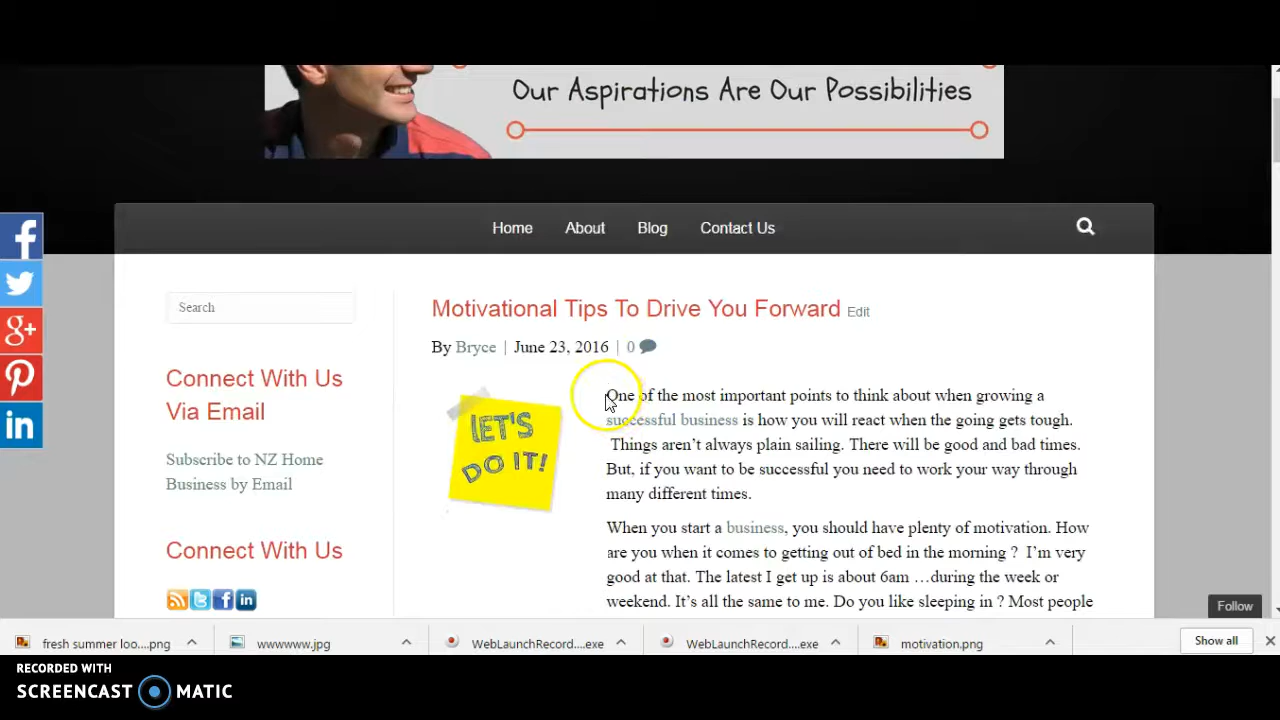 Our Aspirations Are Our Possibilities
Home About Blog Contact Us
Search
Connect With Us
Via Email
Subscribe to NZ Home
Business by Email
Connect With Us
Motivational Tips To Drive You Forward Edit
By Bryce | June 23, 2016 | 0
LET'S
DO IT!
One of the most important points to think about when growing a
successful business is how you will react when the going gets tough.
Things aren’t always plain sailing. There will be good and bad times.
But, if you want to be successful you need to work your way through
many different times.
When you start a business, you should have plenty of motivation. How
are you when it comes to getting out of bed in the morning ? I’m very
good at that. The latest I get up is about 6am …during the week or
weekend. It’s all the same to me. Do you like sleeping in ? Most people
Follow
fresh summer loo....png wwwwww.jpg WebLaunchRecord....exe WebLaunchRecord....exe motivation.png Show all
RECORDED WITH
SCREENCAST MATIC